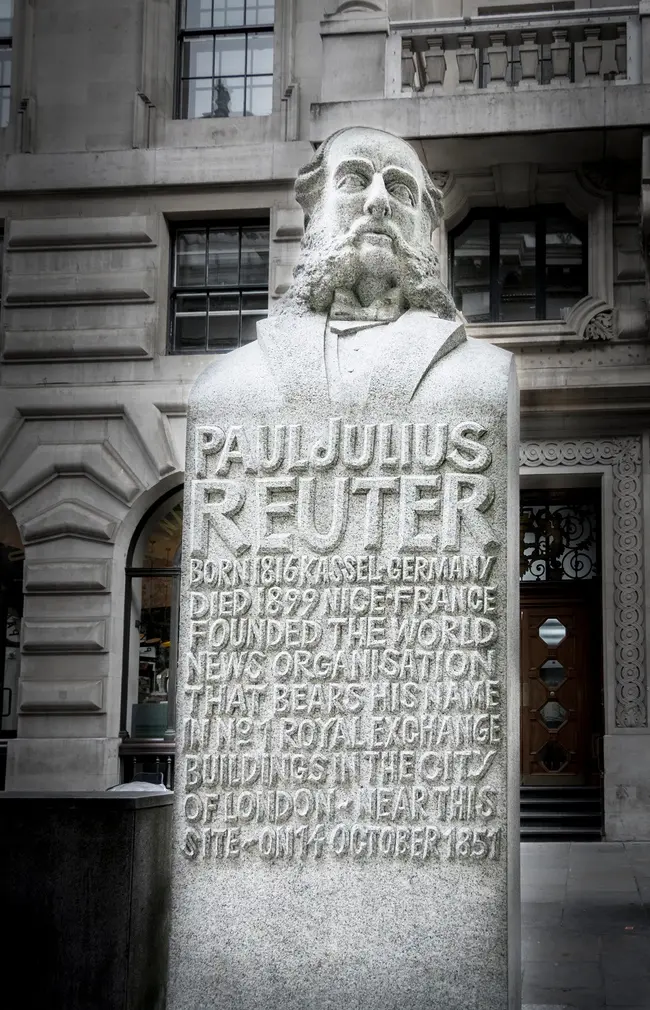 PAUL JULIUS
REUTER
BORN 1816 KASSEL·GERMANY
DIED 1899 NICE·FRANCE
FOUNDED THE WORLD
NEWS ORGANISATION
THAT BEARS HIS NAME
IN No 1 ROYAL EXCHANGE
BUILDINGS IN THE CITY
OF LONDON~NEAR THIS
SITE~ON 14 OCTOBER 1851